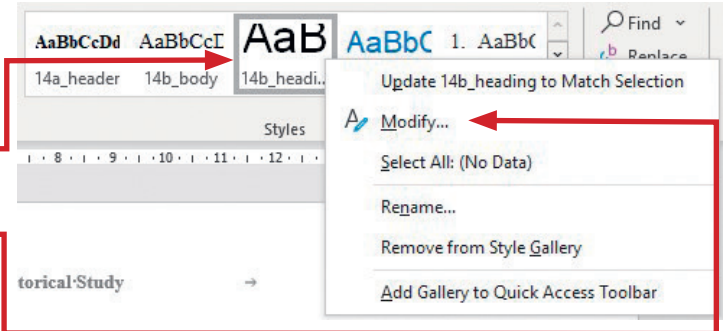 AaBbCcDd AaBbCcL AaB AaBbC 1. AaBb(
14a_header 14b_body 14b_headi...
Find
Replace
Styles
8 · 9 · 10 · 11 · 12
Update 14b_heading to Match Selection
Modify...
Select All: (No Data)
Rename...
Remove from Style Gallery
Add Gallery to Quick Access Toolbar
torical·Study →